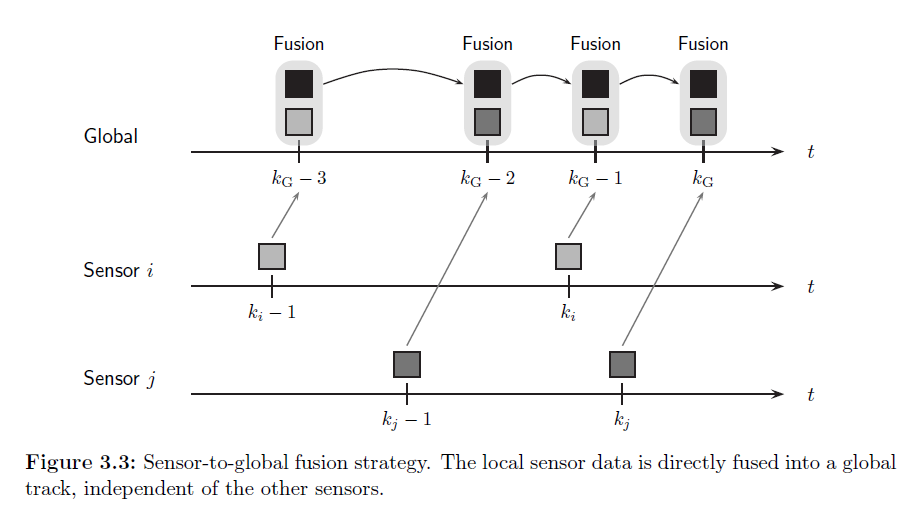 Fusion Fusion Fusion Fusion
Global
t
k_G − 3 k_G − 2 k_G − 1 k_G
Sensor i
t
k_i − 1 k_i
Sensor j
t
k_j − 1 k_j
Figure 3.3: Sensor-to-global fusion strategy. The local sensor data is directly fused into a global
track, independent of the other sensors.